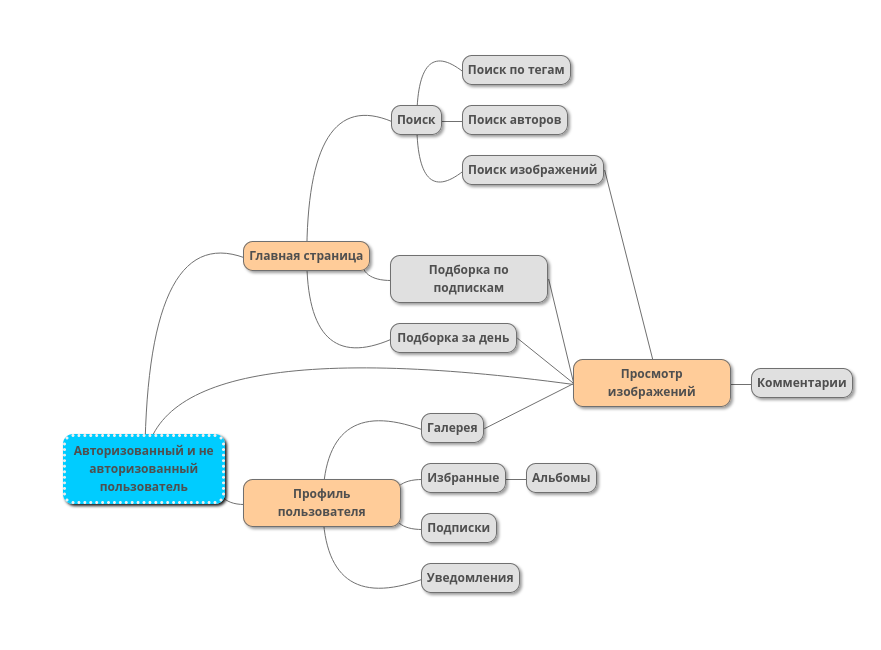 Поиск по тегам
Поиск
Поиск авторов
Поиск изображений
Главная страница
Подборка по
подпискам
Подборка за день
Просмотр
изображений
Комментарии
Авторизованный и не
авторизованный
пользователь
Галерея
Профиль
пользователя
Избранные
Альбомы
Подписки
Уведомления